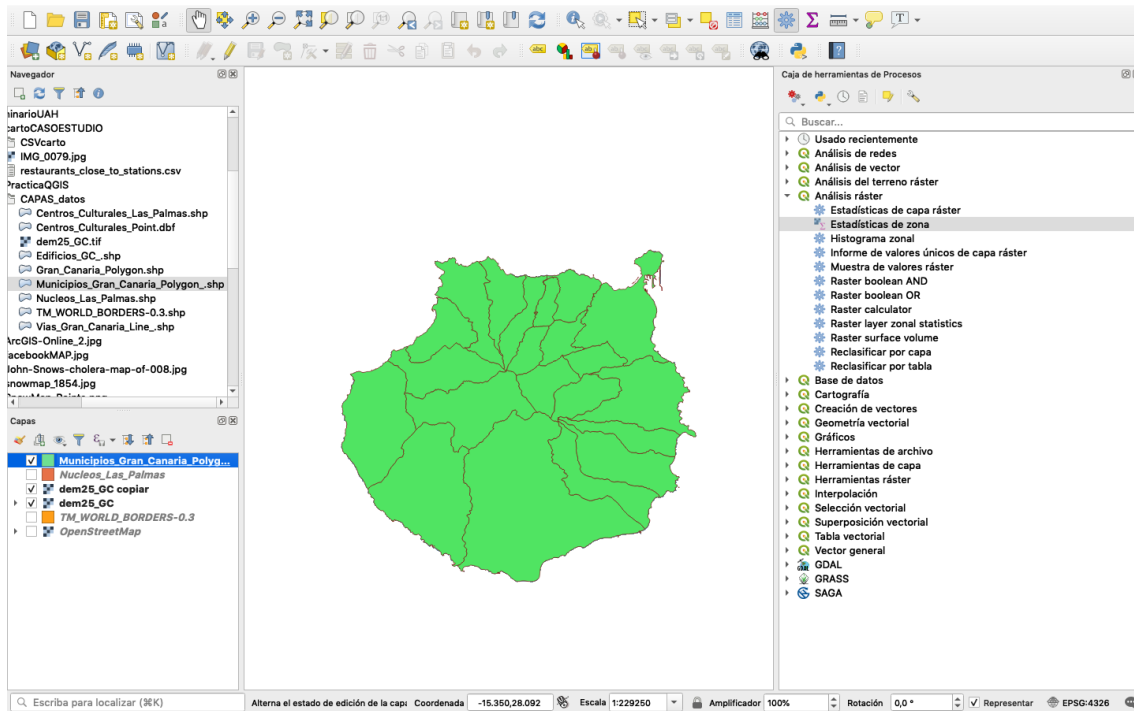 abc
abc
T
?
Navegador
inarioUAH
cartoCASOESTUDIO
CSVcarto
IMG_0079.jpg
restaurants_close_to_stations.csv
PracticaQGIS
CAPAS_datos
Centros_Culturales_Las_Palmas.shp
Centros_Culturales_Point.dbf
dem25_GC.tif
Edificios_GC_.shp
Gran_Canaria_Polygon.shp
Municipios_Gran_Canaria_Polygon_.shp
Nucleos_Las_Palmas.shp
TM_WORLD_BORDERS-0.3.shp
Vias_Gran_Canaria_Line_.shp
ArcGIS-Online_2.jpg
acebookMAP.jpg
John-Snows-cholera-map-of-008.jpg
snowmap_1854.jpg
Capas
Municipios_Gran_Canaria_Polyg...
Nucleos_Las_Palmas
dem25_GC copiar
dem25_GC
TM_WORLD_BORDERS-0.3
OpenStreetMap
Caja de herramientas de Procesos
Buscar...
Usado recientemente
Análisis de redes
Análisis de vector
Análisis del terreno ráster
Análisis ráster
Estadísticas de capa ráster
Estadísticas de zona
Histograma zonal
Informe de valores únicos de capa ráster
Muestra de valores ráster
Raster boolean AND
Raster boolean OR
Raster calculator
Raster layer zonal statistics
Raster surface volume
Reclasificar por capa
Reclasificar por tabla
Base de datos
Cartografía
Creación de vectores
Geometría vectorial
Gráficos
Herramientas de archivo
Herramientas de capa
Herramientas ráster
Interpolación
Selección vectorial
Superposición vectorial
Tabla vectorial
Vector general
GDAL
GRASS
SAGA
Escriba para localizar (⌘K) Alterna el estado de edición de la capa Coordenada -15.350,28.092 Escala 1:229250 Amplificador 100% Rotación 0,0 ° Representar EPSG:4326